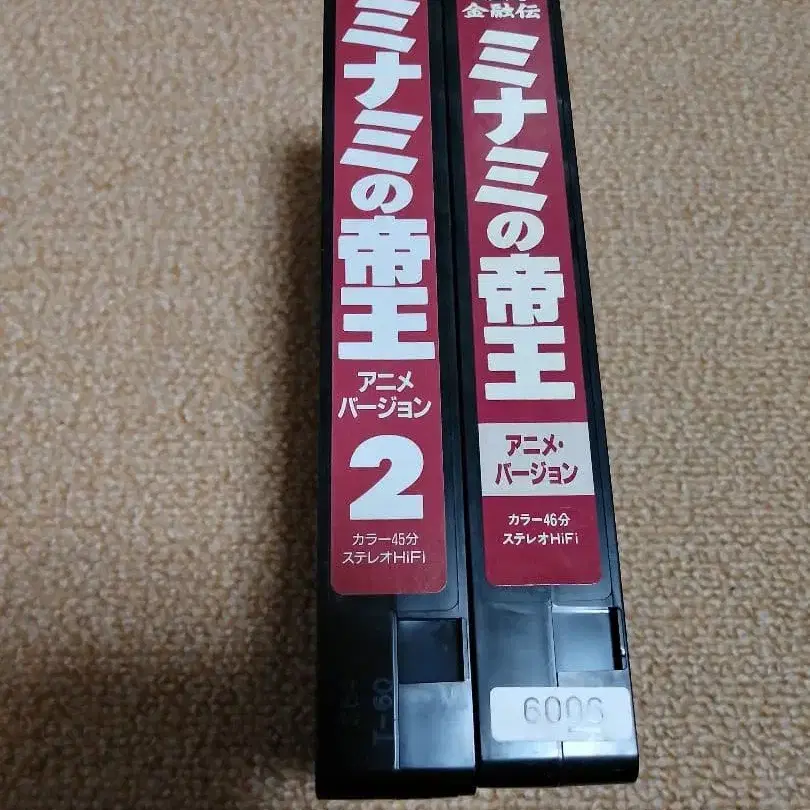 ミナミの帝王
アニメ
バージョン
2
カラー45分
ステレオHiFi
T-60
金融伝
ミナミの帝王
アニメ・
バージョン
カラー46分
ステレオHiFi
6006